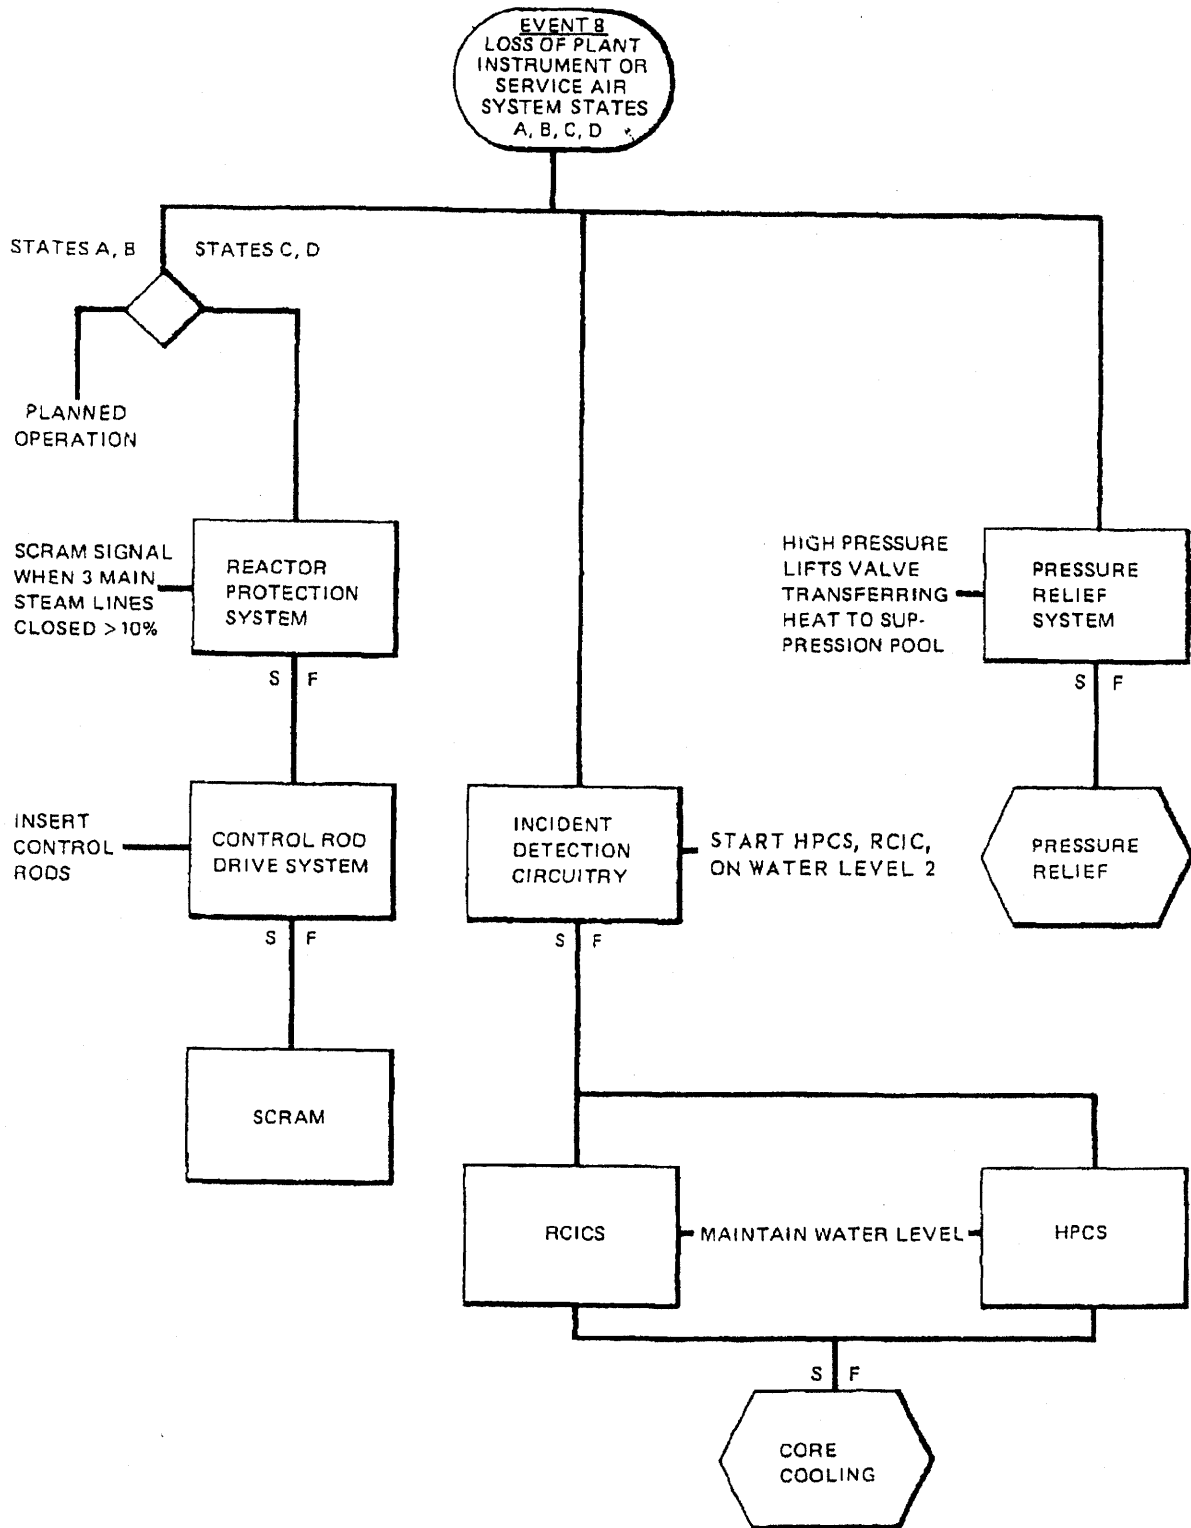 EVENT 8
LOSS OF PLANT
INSTRUMENT OR
SERVICE AIR
SYSTEM STATES
A, B, C, D
STATES A, B
STATES C, D
PLANNED
OPERATION
SCRAM SIGNAL
WHEN 3 MAIN
STEAM LINES
CLOSED >10%
REACTOR
PROTECTION
SYSTEM
S F
HIGH PRESSURE
LIFTS VALVE
TRANSFERRING
HEAT TO SUP-
PRESSION POOL
PRESSURE
RELIEF
SYSTEM
S F
INSERT
CONTROL
RODS
CONTROL ROD
DRIVE SYSTEM
S F
INCIDENT
DETECTION
CIRCUITRY
S F
START HPCS, RCIC,
ON WATER LEVEL 2
PRESSURE
RELIEF
SCRAM
RCICS
MAINTAIN WATER LEVEL
HPCS
S F
CORE
COOLING